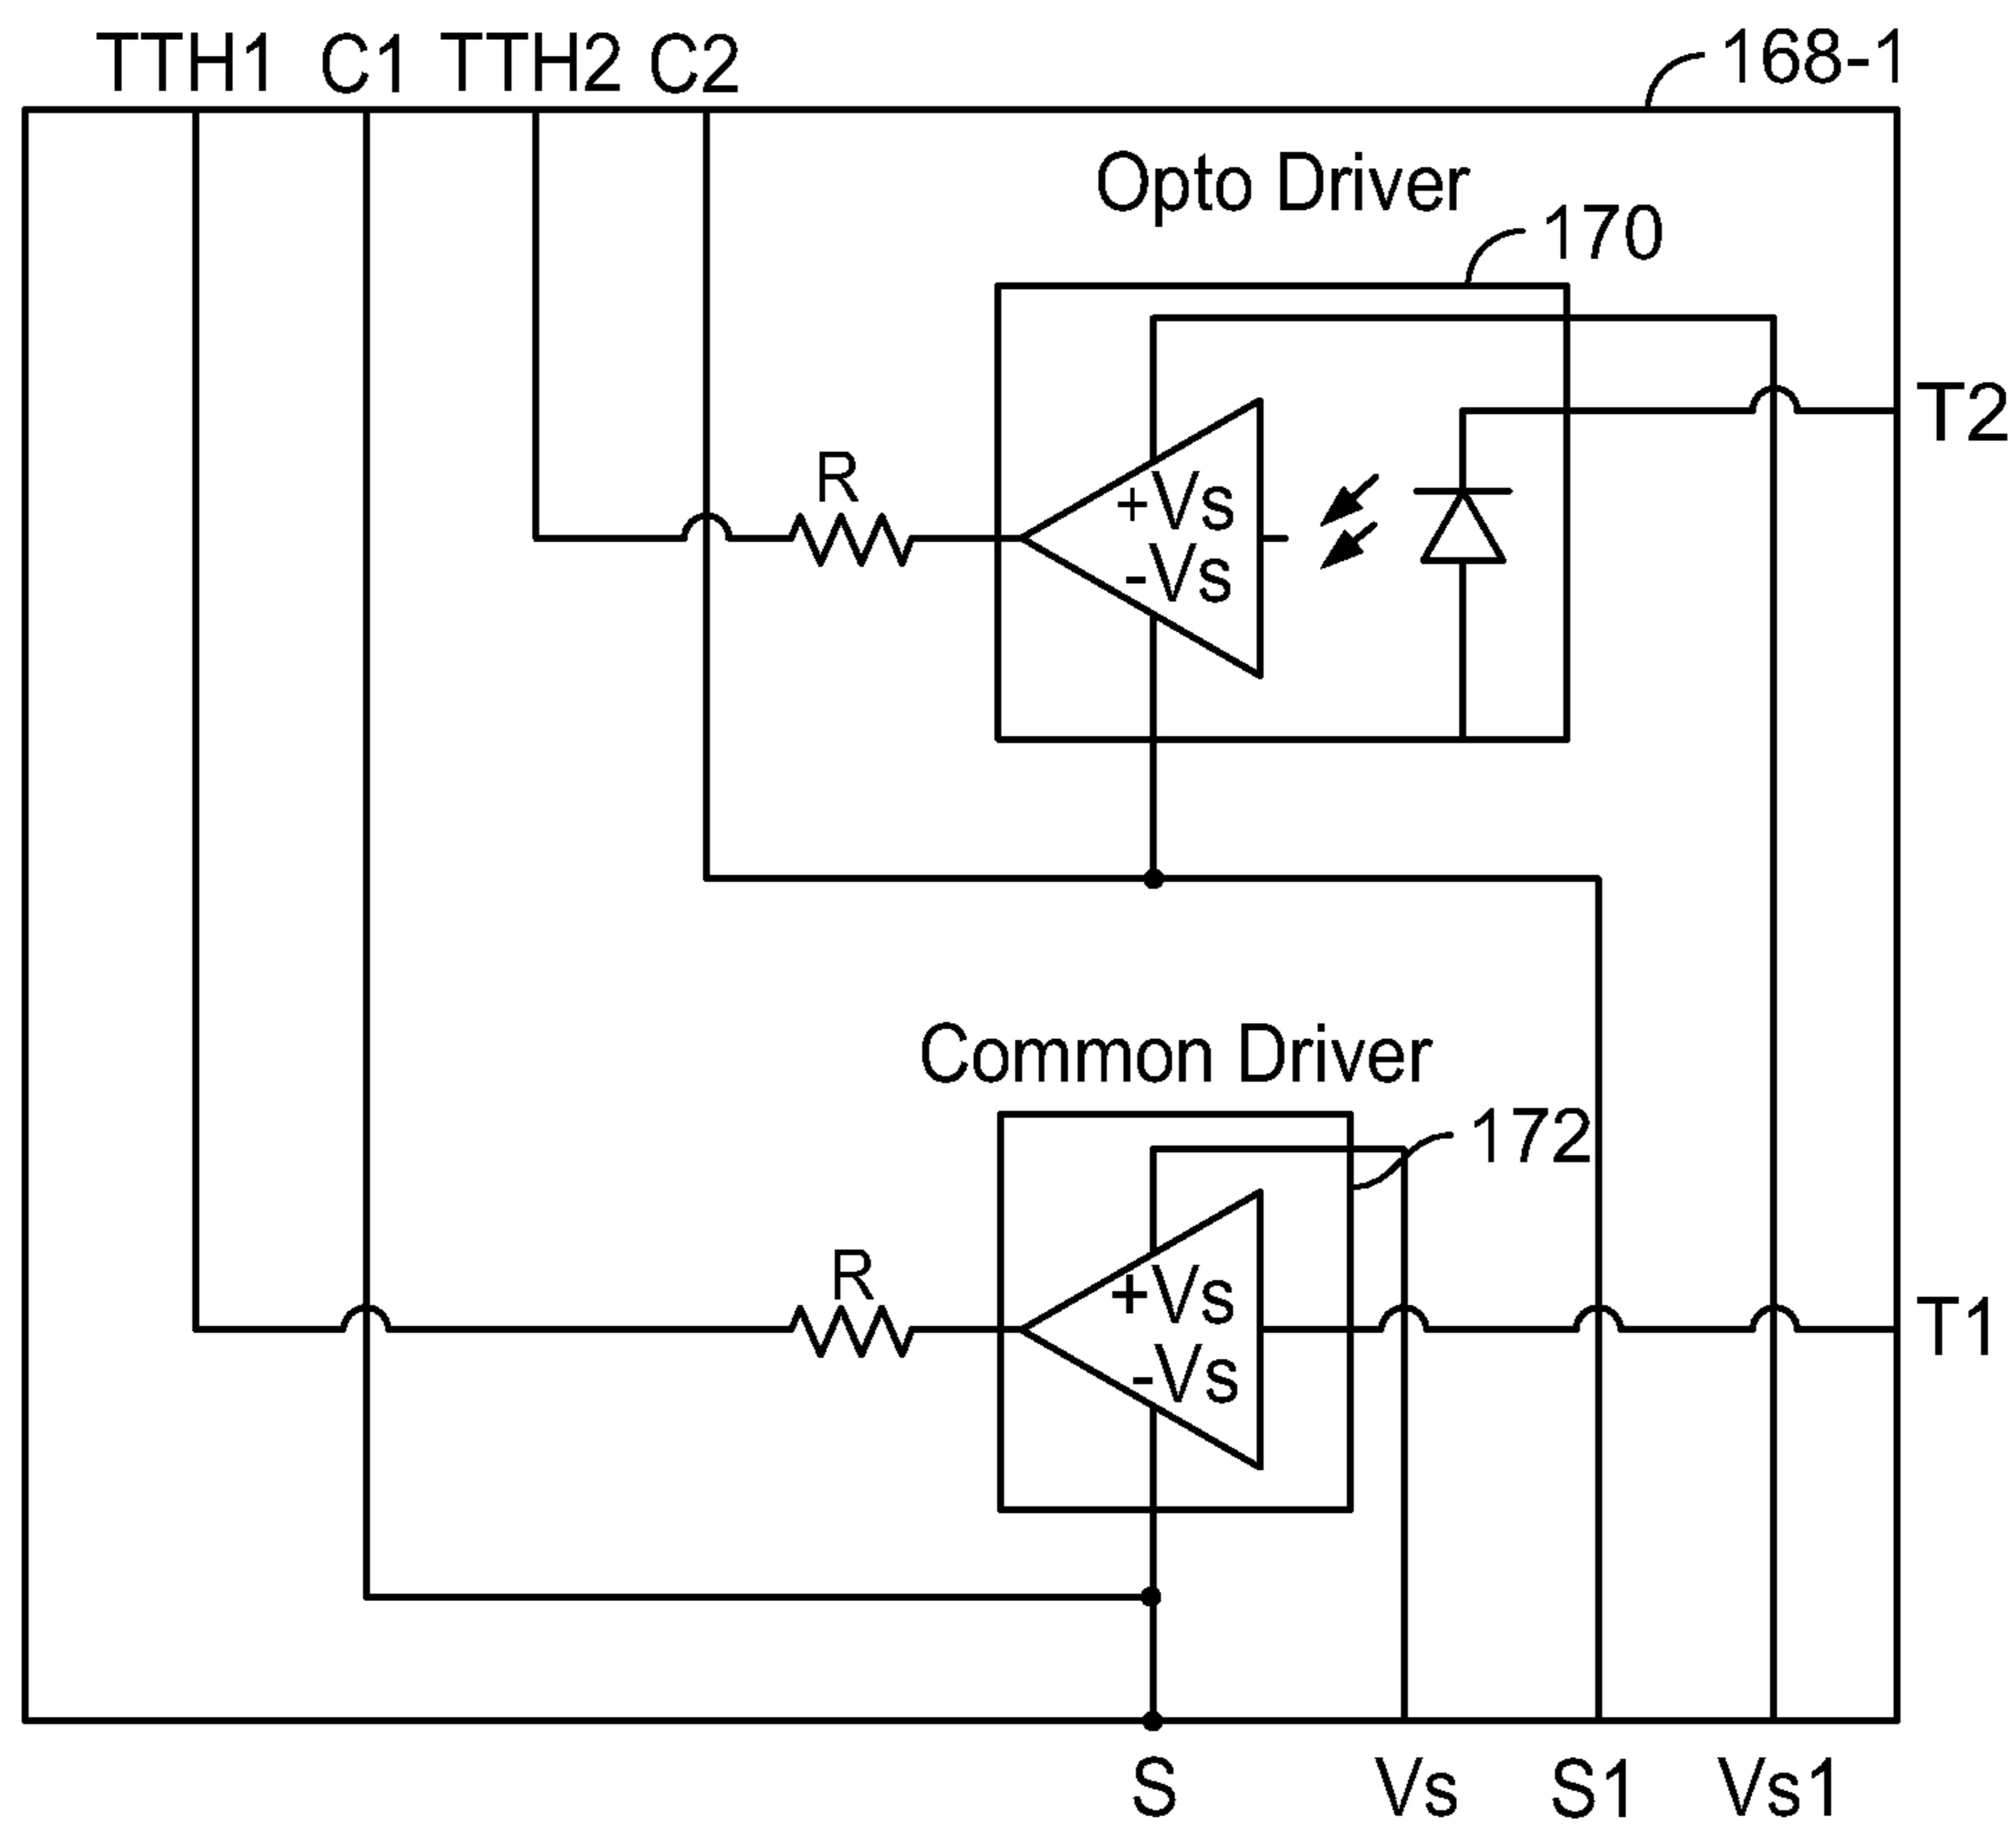 TTH1 C1 TTH2 C2
168-1
Opto Driver
170
T2
R
+Vs
-Vs
Common Driver
172
R
+Vs
-Vs
T1
S Vs S1 Vs1